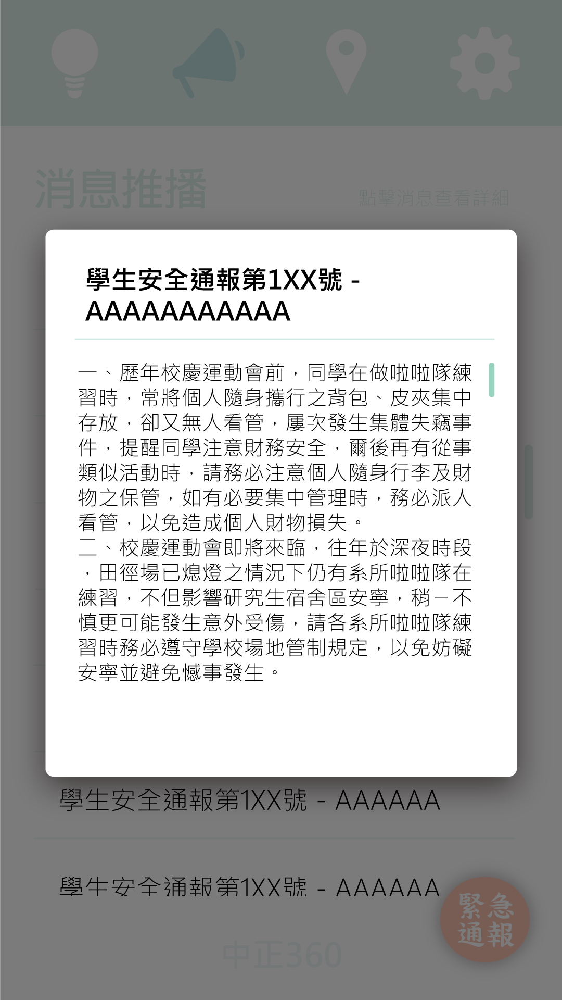 消息推播
點擊消息查看詳細
學生安全通報第1XX號 -
AAAAAAAAAAA
一、歷年校慶運動會前，同學在做啦啦隊練
習時，常將個人隨身攜行之背包、皮夾集中
存放，卻又無人看管，屢次發生集體失竊事
件，提醒同學注意財務安全，爾後再有從事
類似活動時，請務必注意個人隨身行李及財
物之保管，如有必要集中管理時，務必派人
看管，以免造成個人財物損失。
二、校慶運動會即將來臨，往年於深夜時段
，田徑場已熄燈之情況下仍有系所啦啦隊在
練習，不但影響研究生宿舍區安寧，稍－不
慎更可能發生意外受傷，請各系所啦啦隊練
習時務必遵守學校場地管制規定，以免妨礙
安寧並避免憾事發生。
學生安全通報第1XX號 - AAAAAA
學生安全通報第1XX號 - AAAAAA
緊急
通報
中正360